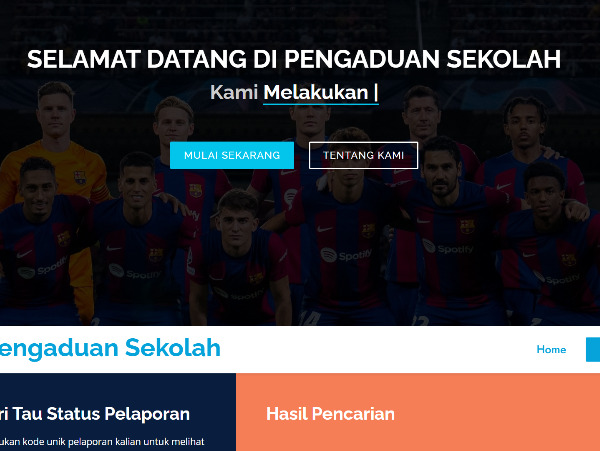 SELAMAT DATANG DI PENGADUAN SEKOLAH
Kami Melakukan |
MULAI SEKARANG
TENTANG KAMI
Spotify
Spotify
Spotify
Spotify
Spotify
engaduan Sekolah
Home
ri Tau Status Pelaporan
Hasil Pencarian
ukan kode unik pelaporan kalian untuk melihat